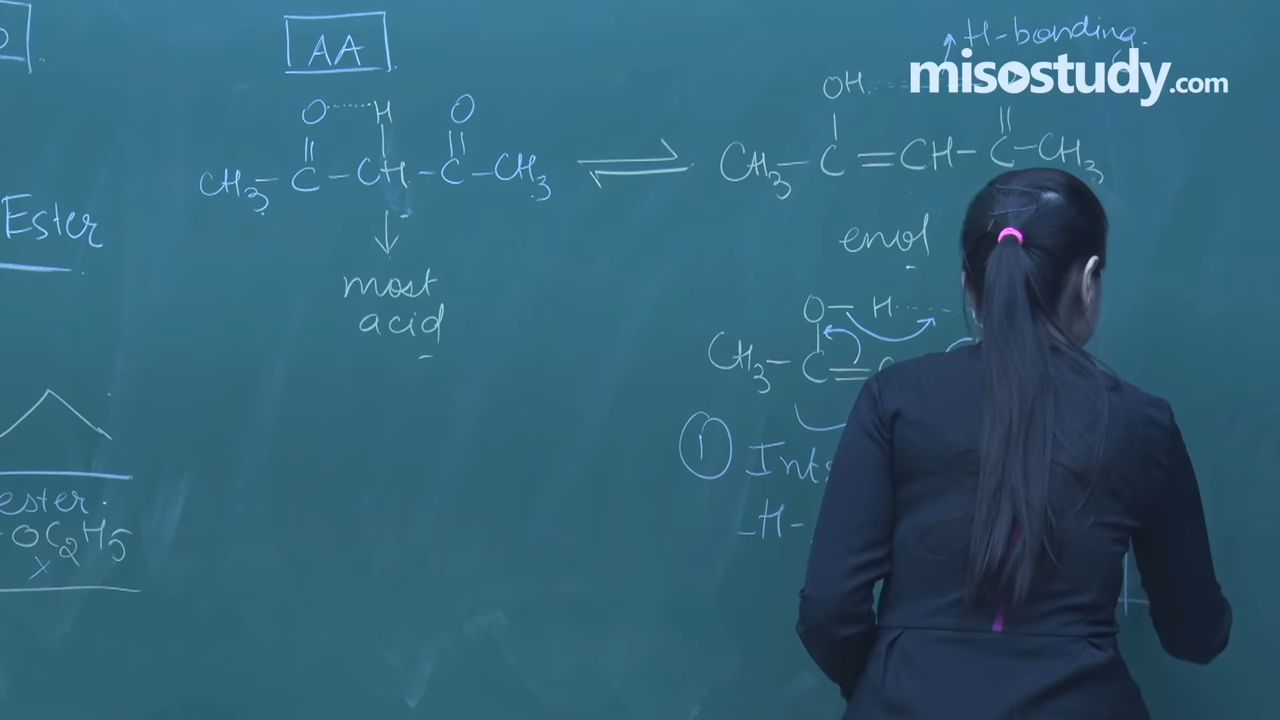 AA
H-bonding
misostudy.com
O H O
CH3-C-CH-C-CH3
OH
CH3-C=CH-C-CH3
Ester
enol
most
acid
O-H
CH3-C=C
1
-H-
ester
-OC2H5
x